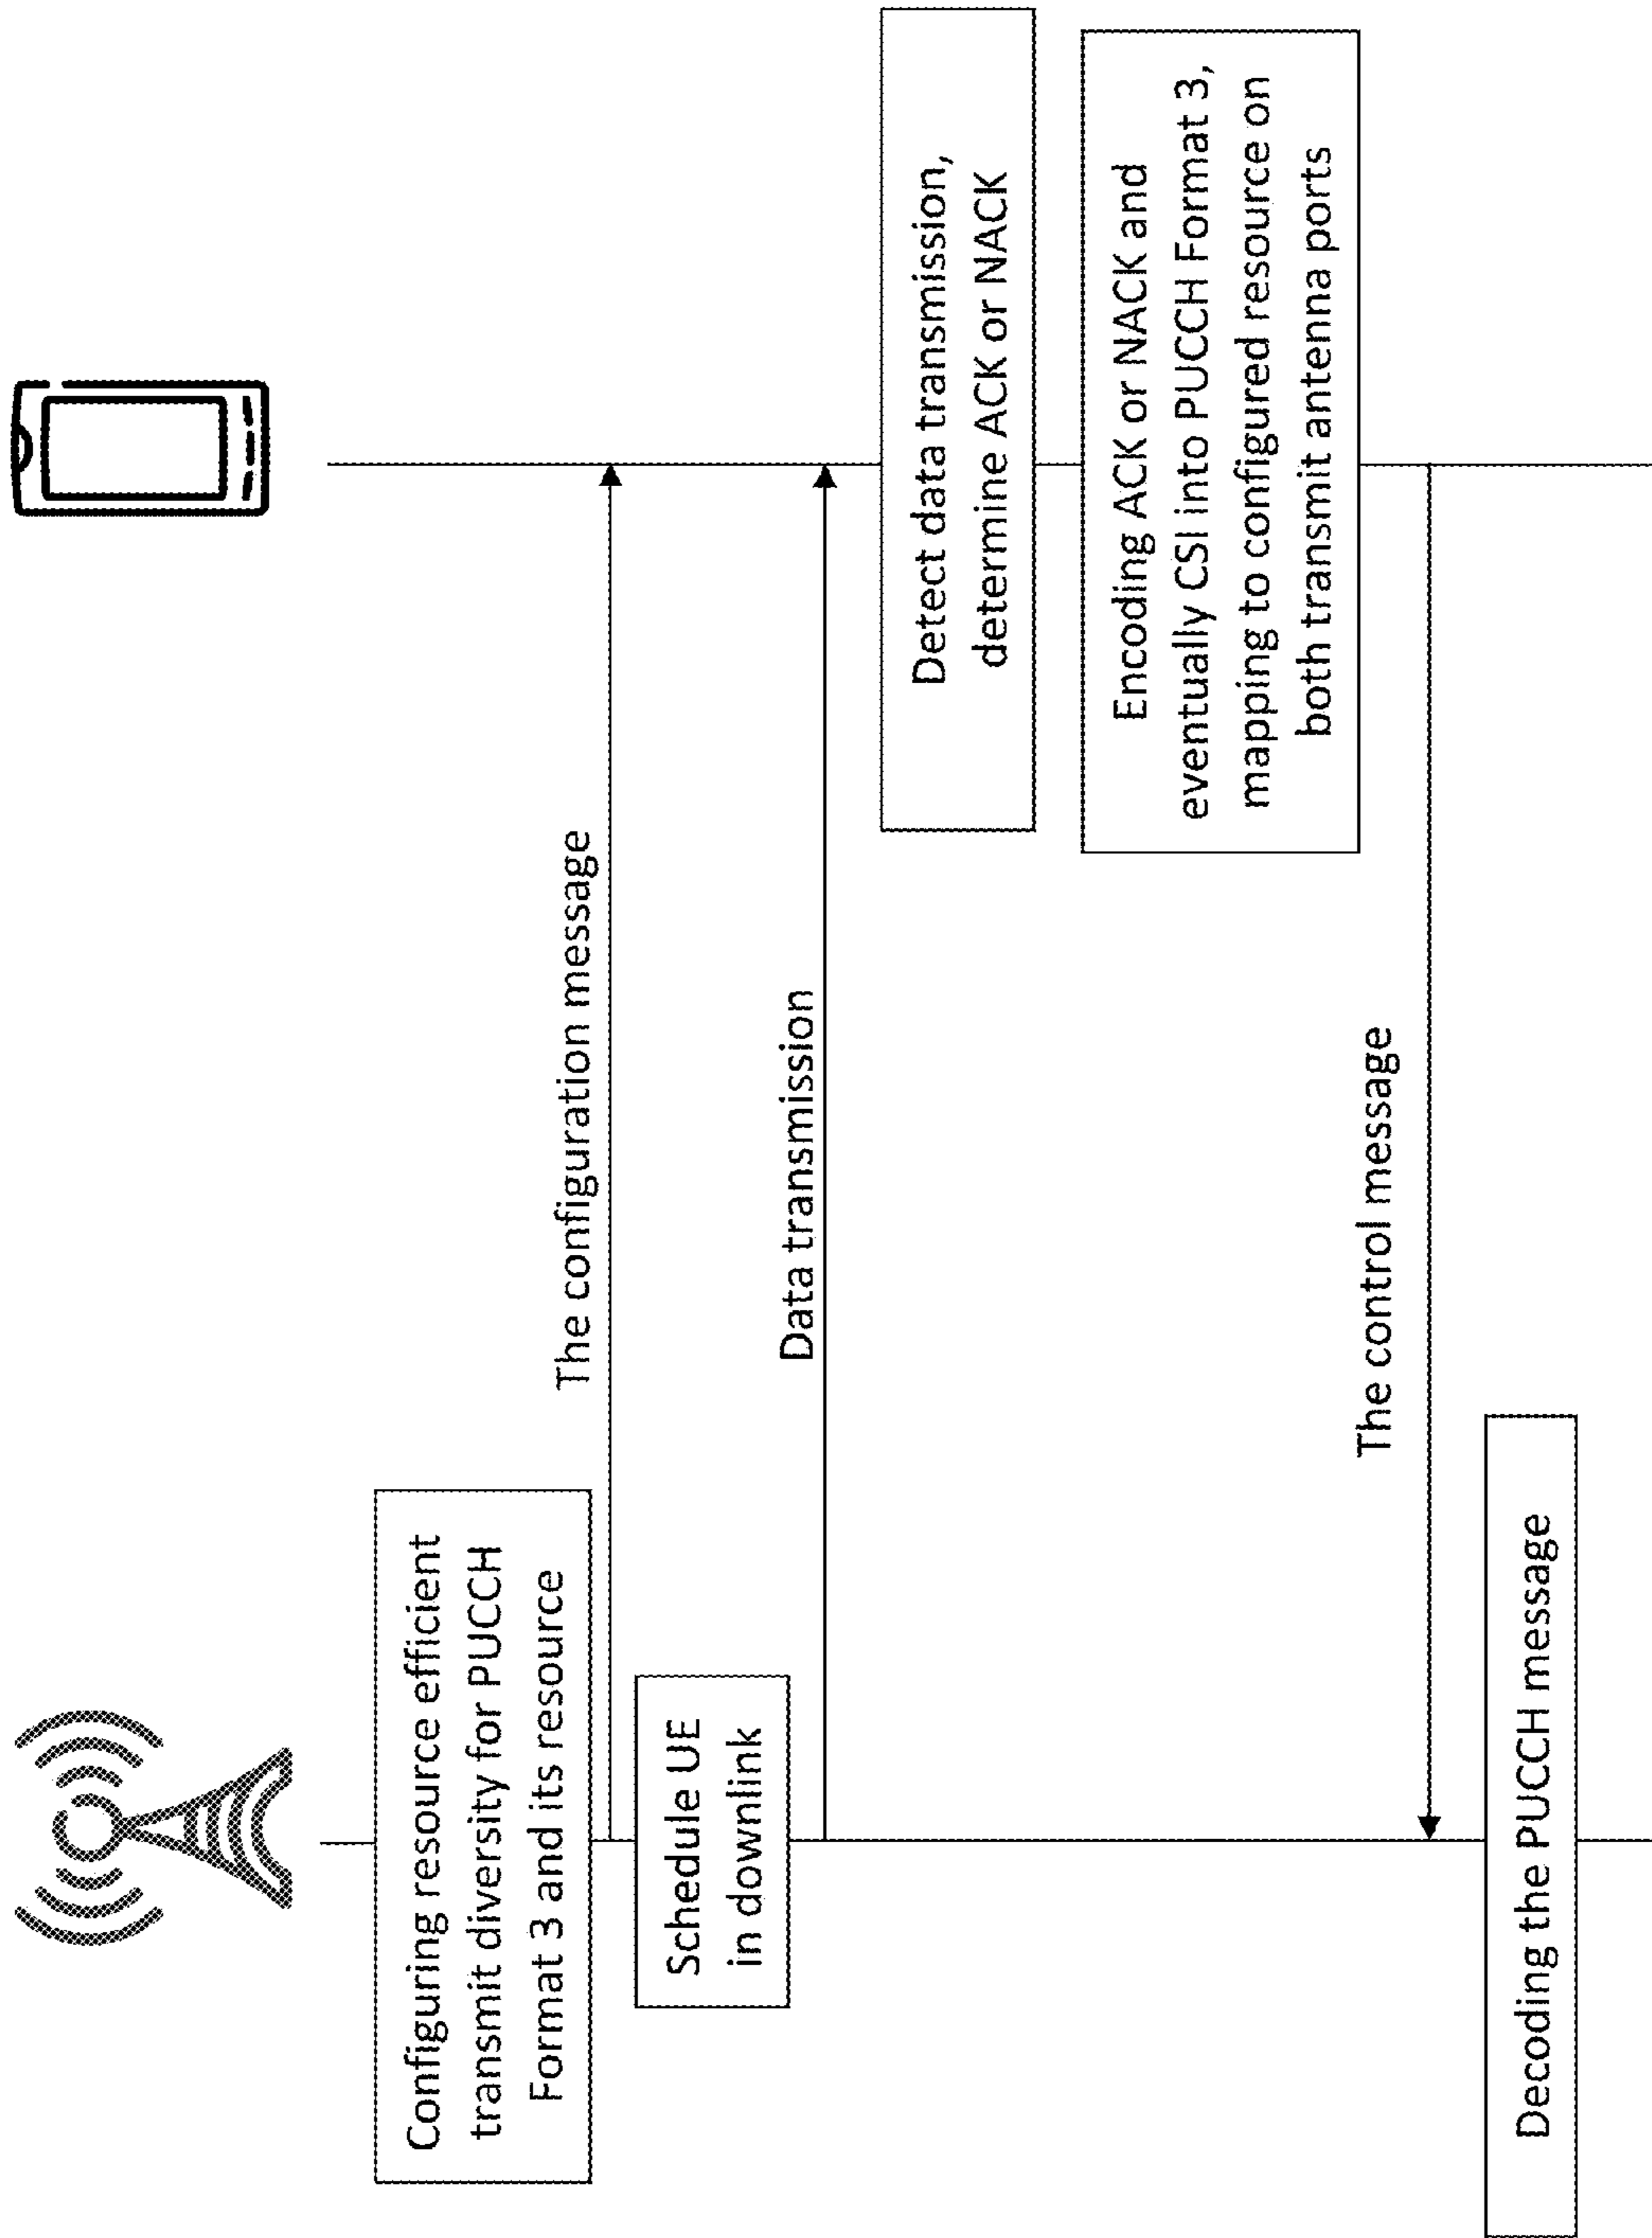 Configuring resource efficient
transmit diversity for PUCCH
Format 3 and its resource
The configuration message
Schedule UE
in downlink
Data transmission
Detect data transmission,
determine ACK or NACK
Encoding ACK or NACK and
eventually CSI into PUCCH Format 3,
mapping to configured resource on
both transmit antenna ports
The control message
Decoding the PUCCH message